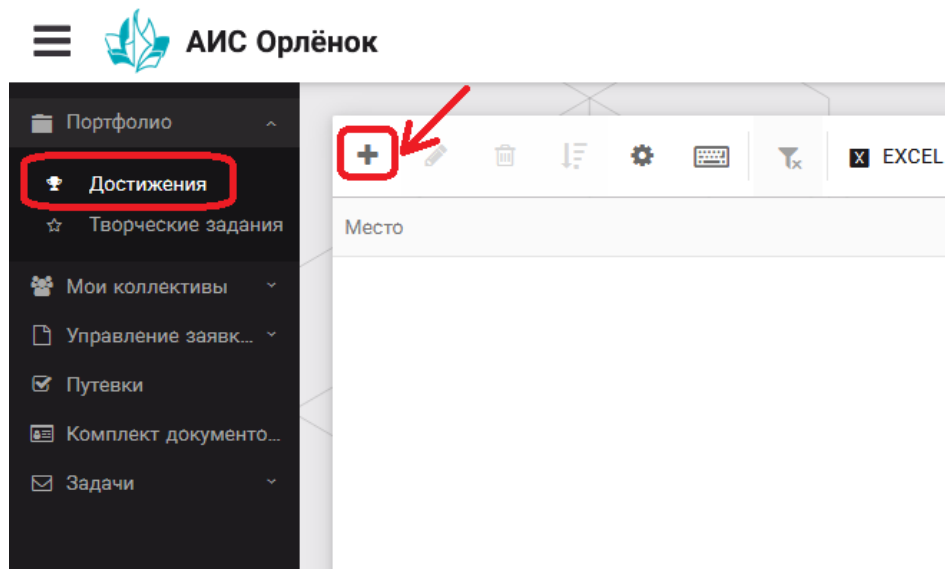 АИС Орлёнок
Портфолио
Достижения
Творческие задания
Мои коллективы
Управление заявк...
Путевки
Комплект документо...
Задачи
X EXCEL
Место